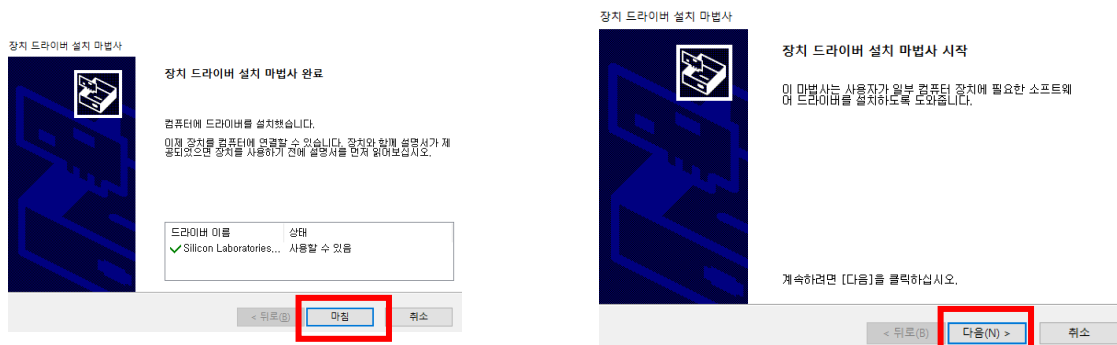 장치 드라이버 설치 마법사
장치 드라이버 설치 마법사 완료
컴퓨터에 드라이버를 설치했습니다.
이제 장치를 컴퓨터에 연결할 수 있습니다. 장치와 함께 설명서가 제
공되었으면 장치를 사용하기 전에 설명서를 먼저 읽어보십시오.
드라이버 이름 상태
Silicon Laboratories... 사용할 수 있음
< 뒤로(B) 마침 취소
장치 드라이버 설치 마법사
장치 드라이버 설치 마법사 시작
이 마법사는 사용자가 일부 컴퓨터 장치에 필요한 소프트웨
어 드라이버를 설치하도록 도와줍니다.
계속하려면 [다음]을 클릭하십시오.
< 뒤로(B) 다음(N) > 취소